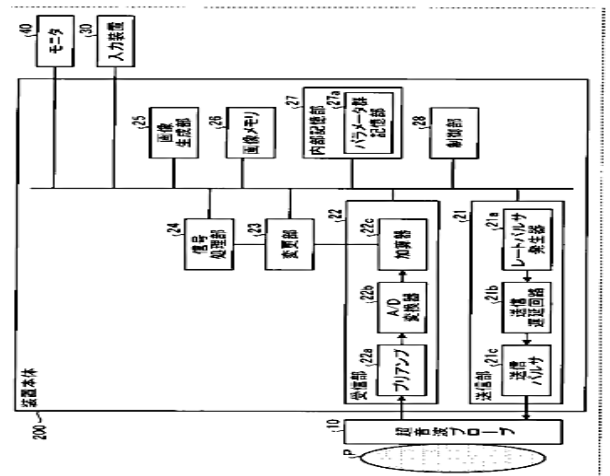 装置本体
200
P
10
超音波プローブ
受信部
22
22a
プリアンプ
22b
A/D
変換器
22c
加算器
送信部
21
21c
送信
パルサ
21b
送信
遅延回路
21a
レートパルサ
発生器
23
変更部
24
信号
処理部
25
画像
生成部
26
画像メモリ
27
内部記憶部
27a
パラメータ群
記憶部
28
制御部
30
入力装置
40
モニタ